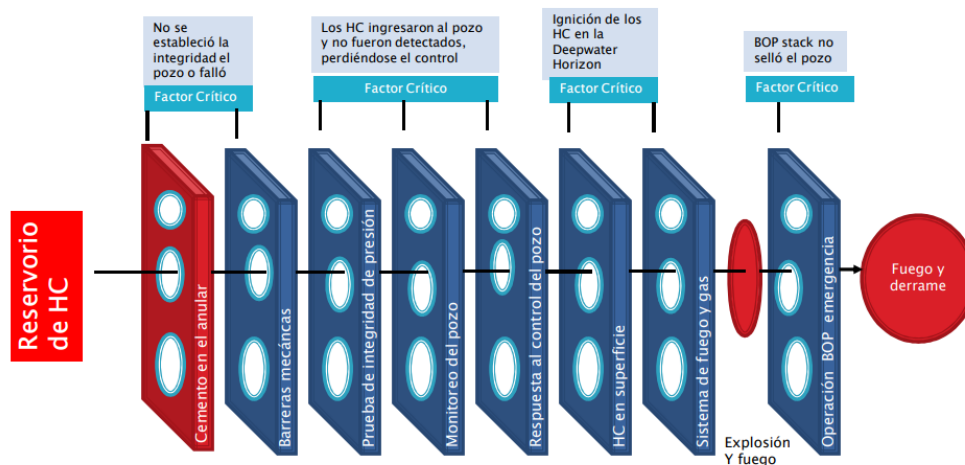 No se
estableció la
integridad el
pozo o falló
Factor Crítico
Los HC ingresaron al pozo
y no fueron detectados,
perdiéndose el control
Factor Crítico
Ignición de los
HC en la
Deepwater
Horizon
Factor Crítico
BOP stack no
selló el pozo
Factor Crítico
Reservorio
de HC
Cemento en el anular
Barreras mecáncas
Prueba de integridad de presión
Monitoreo del pozo
Respuesta al control del pozo
HC en superficie
Sistema de fuego y gas
Explosión
Y fuego
Operación BOP emergencia
Fuego y
derrame